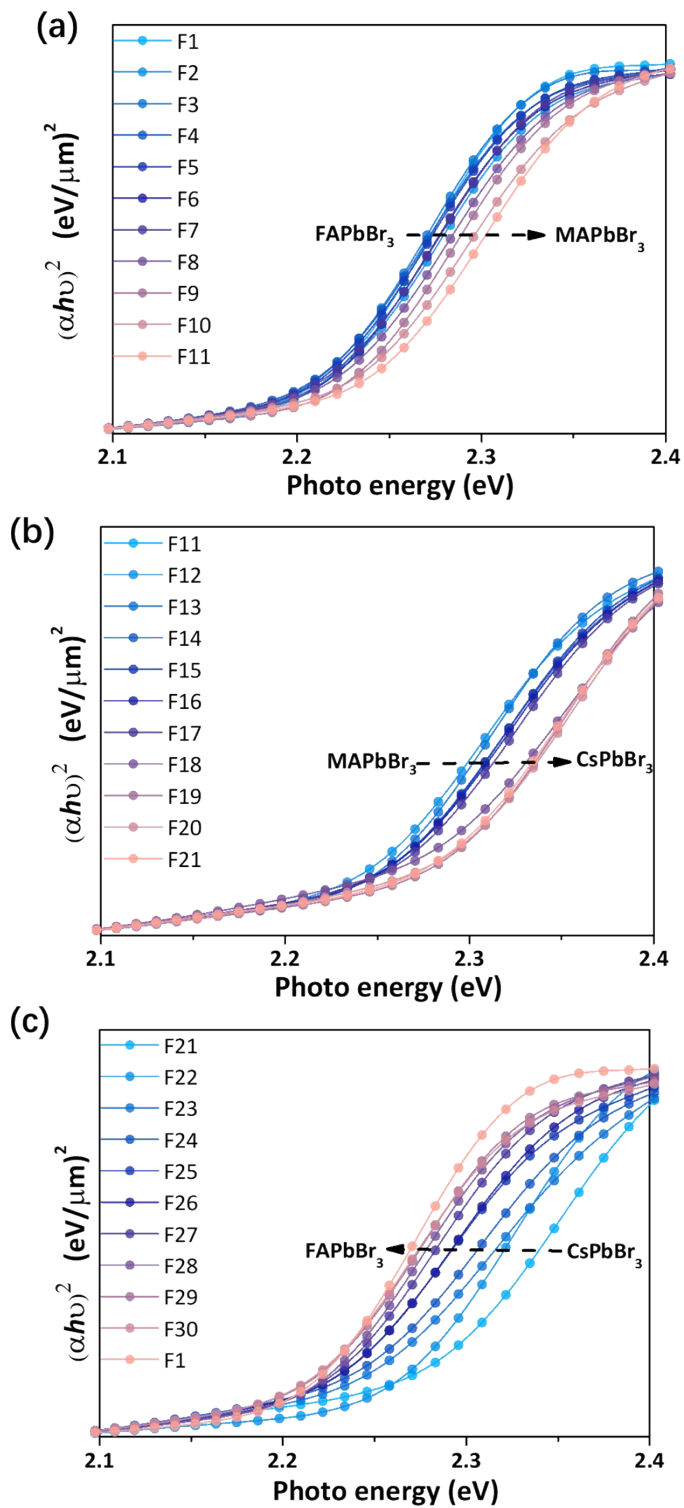 (a)
F1
F2
F3
F4
F5
F6
F7
F8
F9
F10
F11
FAPbBr3
MAPbBr3
(αhυ)2 (eV/μm)2
2.1 2.2 2.3 2.4
Photo energy (eV)
(b)
F11
F12
F13
F14
F15
F16
F17
F18
F19
F20
F21
MAPbBr3
CsPbBr3
(αhυ)2 (eV/μm)2
2.1 2.2 2.3 2.4
Photo energy (eV)
(c)
F21
F22
F23
F24
F25
F26
F27
F28
F29
F30
F1
FAPbBr3
CsPbBr3
(αhυ)2 (eV/μm)2
2.1 2.2 2.3 2.4
Photo energy (eV)